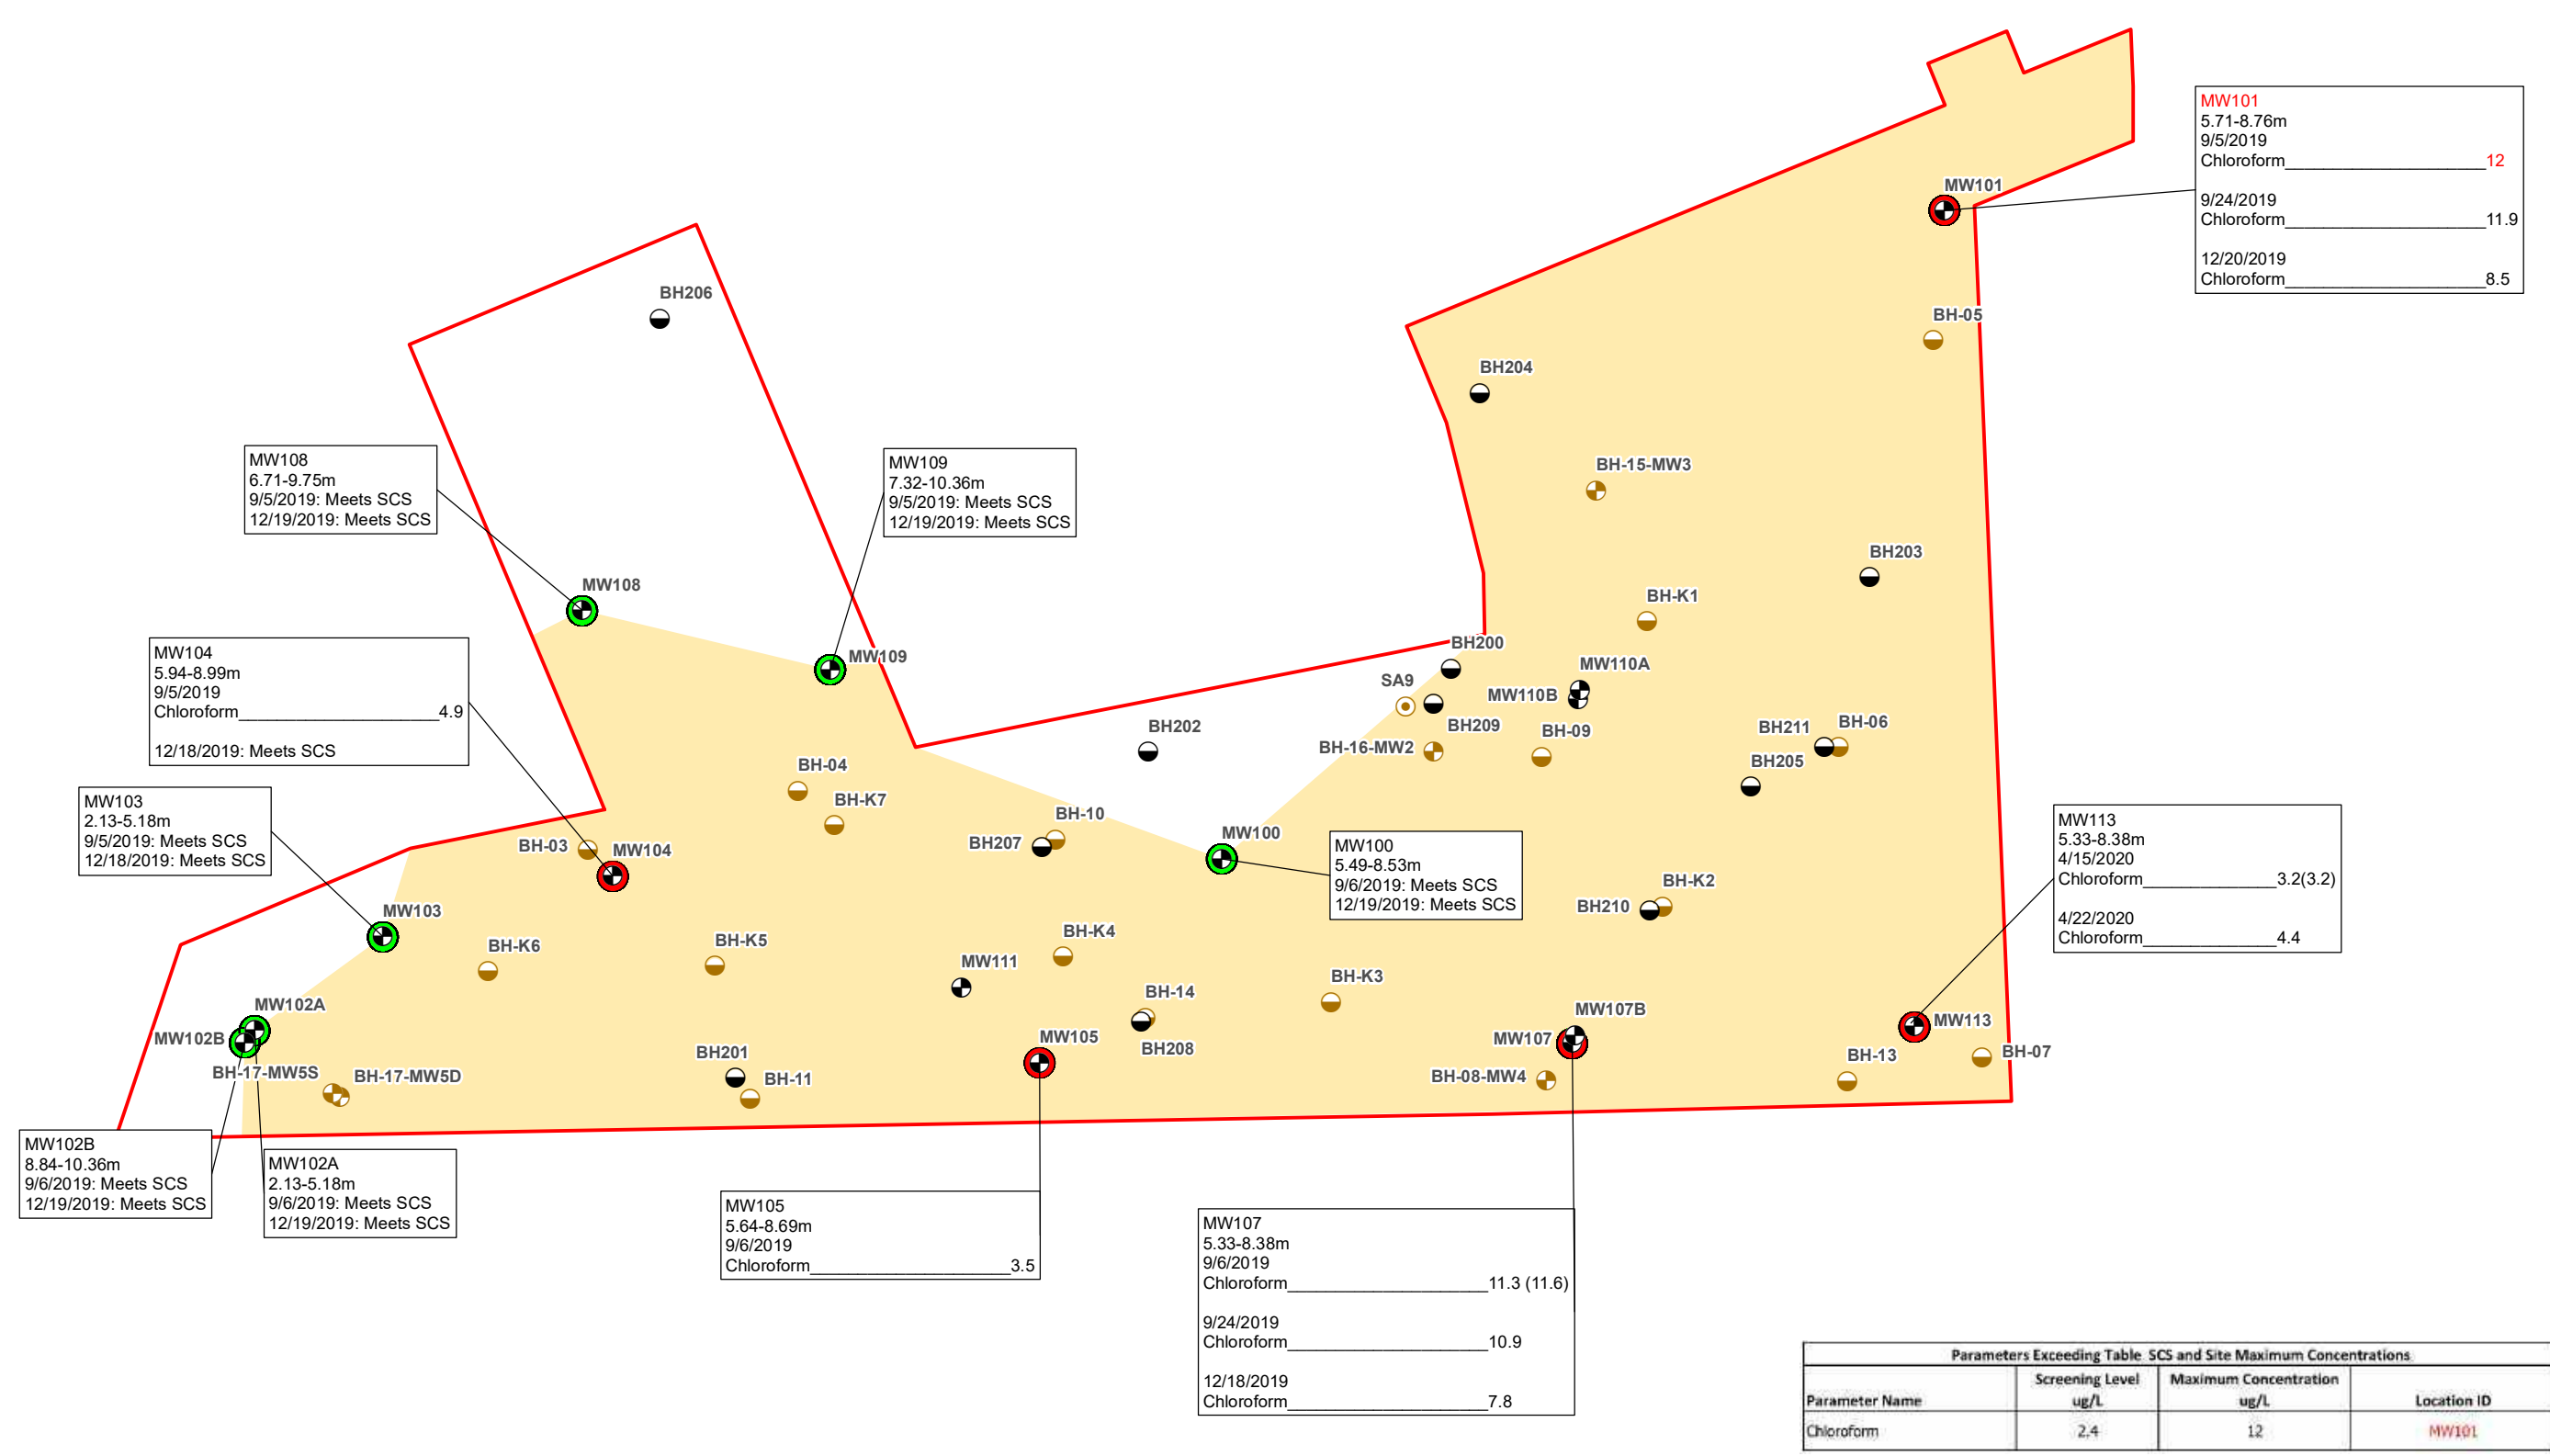 MW101
5.71-8.76m
9/5/2019
Chloroform_____________________12
9/24/2019
Chloroform_____________________11.9
12/20/2019
Chloroform_____________________8.5
MW101
BH206
BH-05
BH204
MW108
6.71-9.75m
9/5/2019: Meets SCS
12/19/2019: Meets SCS
MW109
7.32-10.36m
9/5/2019: Meets SCS
12/19/2019: Meets SCS
BH-15-MW3
BH203
MW108
BH-K1
MW104
5.94-8.99m
9/5/2019
Chloroform_____________________4.9
12/18/2019: Meets SCS
MW109
BH200
MW110A
SA9
MW110B
BH202
BH209
BH-09
BH211
BH-06
BH-16-MW2
BH205
BH-04
BH-K7
MW103
2.13-5.18m
9/5/2019: Meets SCS
12/18/2019: Meets SCS
BH-10
BH207
MW100
BH-03
MW104
MW100
5.49-8.53m
9/6/2019: Meets SCS
12/19/2019: Meets SCS
MW113
5.33-8.38m
4/15/2020
Chloroform______________3.2(3.2)
4/22/2020
Chloroform______________4.4
BH-K2
BH210
MW103
BH-K6
BH-K5
BH-K4
MW111
BH-K3
BH-14
MW102A
MW102B
MW105
BH208
MW107B
MW107
MW113
BH-17-MW5S
BH-17-MW5D
BH201
BH-11
BH-08-MW4
BH-13
BH-07
MW102B
8.84-10.36m
9/6/2019: Meets SCS
12/19/2019: Meets SCS
MW102A
2.13-5.18m
9/6/2019: Meets SCS
12/19/2019: Meets SCS
MW105
5.64-8.69m
9/6/2019
Chloroform_____________________3.5
MW107
5.33-8.38m
9/6/2019
Chloroform_____________________11.3 (11.6)
9/24/2019
Chloroform_____________________10.9
12/18/2019
Chloroform_____________________7.8
Parameters Exceeding Table SCS and Site Maximum Concentrations
Parameter Name Screening Level ug/L Maximum Concentration ug/L Location ID
Chloroform 2.4 12 MW101